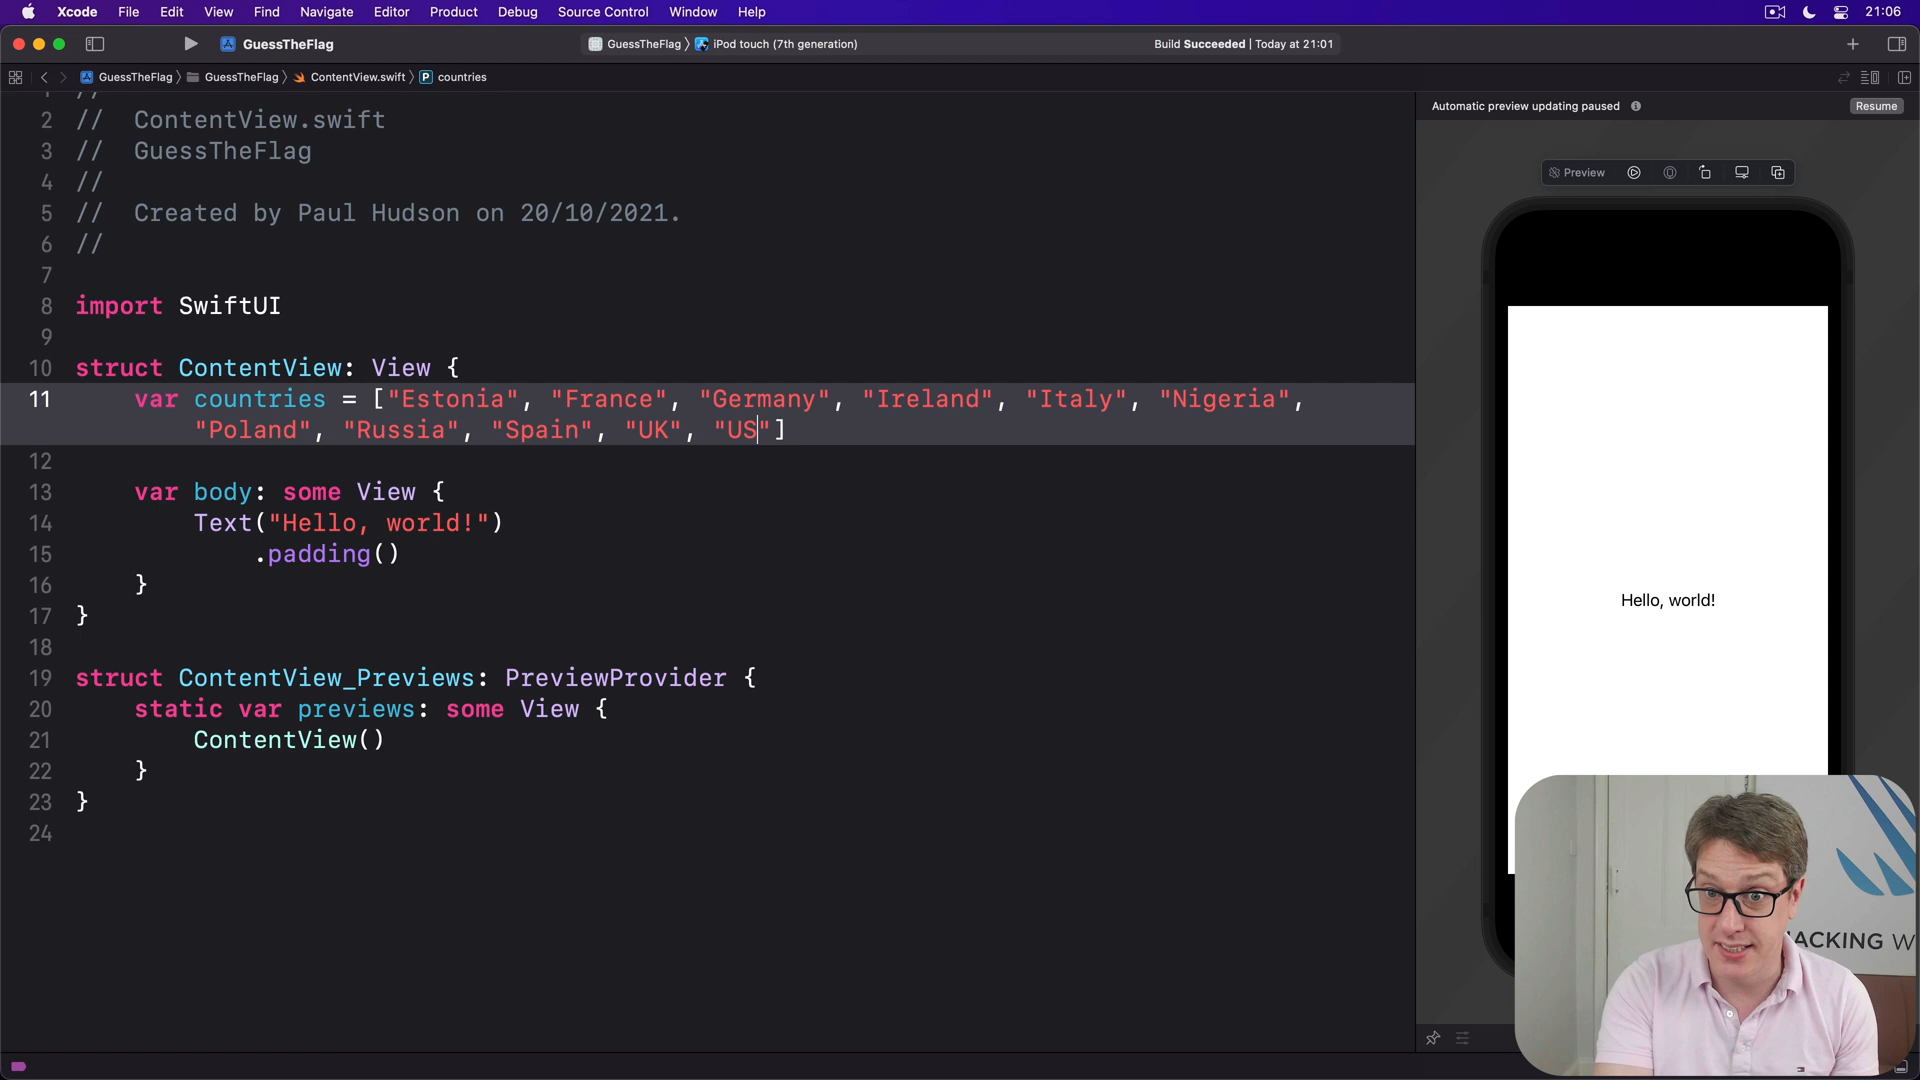 Xcode File Edit View Find Navigate Editor Product Debug Source Control Window Help 21:06
GuessTheFlag GuessTheFlag iPod touch (7th generation) Build Succeeded | Today at 21:01
GuessTheFlag GuessTheFlag ContentView.swift P countries
Automatic preview updating paused Resume
Preview
1 //
2 //  ContentView.swift
3 //  GuessTheFlag
4 //
5 //  Created by Paul Hudson on 20/10/2021.
6 //
7
8 import SwiftUI
9
10 struct ContentView: View {
11     var countries = ["Estonia", "France", "Germany", "Ireland", "Italy", "Nigeria",
"Poland", "Russia", "Spain", "UK", "US"]
12
13     var body: some View {
14         Text("Hello, world!")
15             .padding()
16     }
17 }
18
19 struct ContentView_Previews: PreviewProvider {
20     static var previews: some View {
21         ContentView()
22     }
23 }
24
Hello, world!
HACKING W